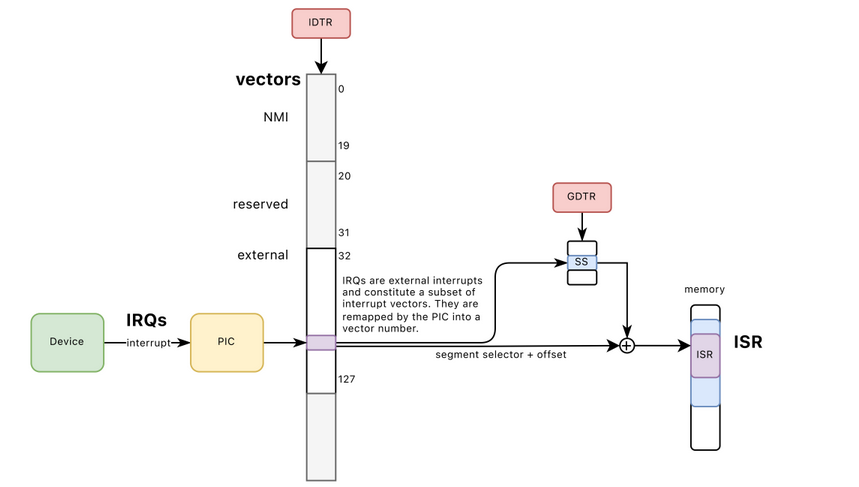 IDTR
vectors
0
NMI
19
20
reserved
31
external
32
GDTR
SS
IRQs are external interrupts
and constitute a subset of
interrupt vectors. They are
remapped by the PIC into a
vector number.
memory
IRQs
Device
interrupt
PIC
segment selector + offset
ISR
ISR
127